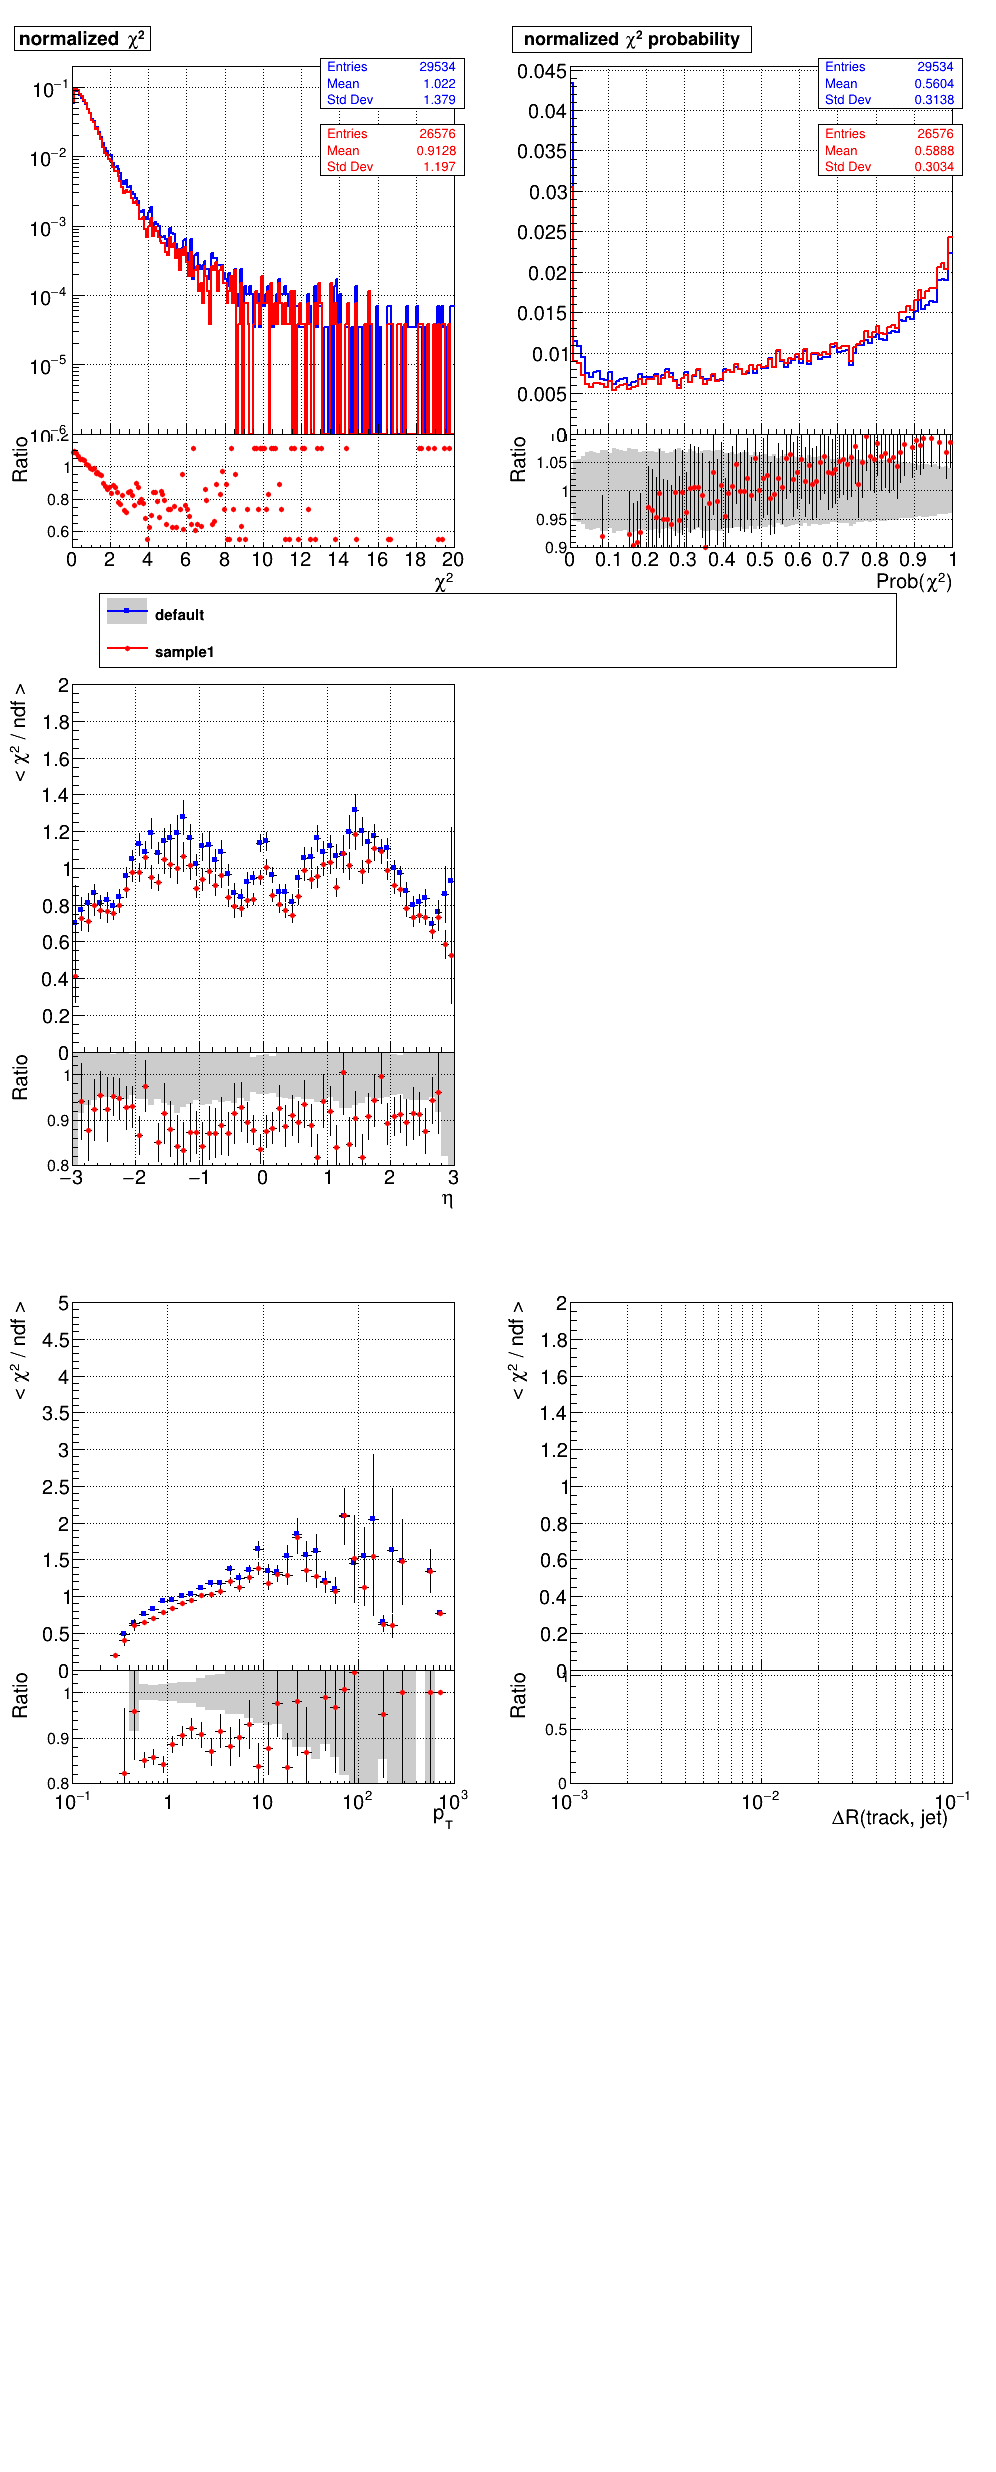 normalized χ²
Entries 29534
Mean 1.022
Std Dev 1.379
Entries 26576
Mean 0.9128
Std Dev 1.197
10⁻¹
10⁻²
10⁻³
10⁻⁴
10⁻⁵
10⁻⁶
Ratio
1.2
1
0.8
0.6
0 2 4 6 8 10 12 14 16 18 20
χ²
normalized χ² probability
Entries 29534
Mean 0.5604
Std Dev 0.3138
Entries 26576
Mean 0.5888
Std Dev 0.3034
0.045
0.04
0.035
0.03
0.025
0.02
0.015
0.01
0.005
0
Ratio
1.05
1
0.95
0.9
0 0.1 0.2 0.3 0.4 0.5 0.6 0.7 0.8 0.9 1
Prob(χ²)
default
sample1
< χ² / ndf >
2
1.8
1.6
1.4
1.2
1
0.8
0.6
0.4
0.2
0
Ratio
1
0.9
0.8
−3 −2 −1 0 1 2 3
η
< χ² / ndf >
5
4.5
4
3.5
3
2.5
2
1.5
1
0.5
0
Ratio
1
0.9
0.8
10⁻¹ 1 10 10² 10³
p_T
< χ² / ndf >
2
1.8
1.6
1.4
1.2
1
0.8
0.6
0.4
0.2
0
Ratio
1
0.5
0
10⁻³ 10⁻² 10⁻¹
ΔR(track, jet)